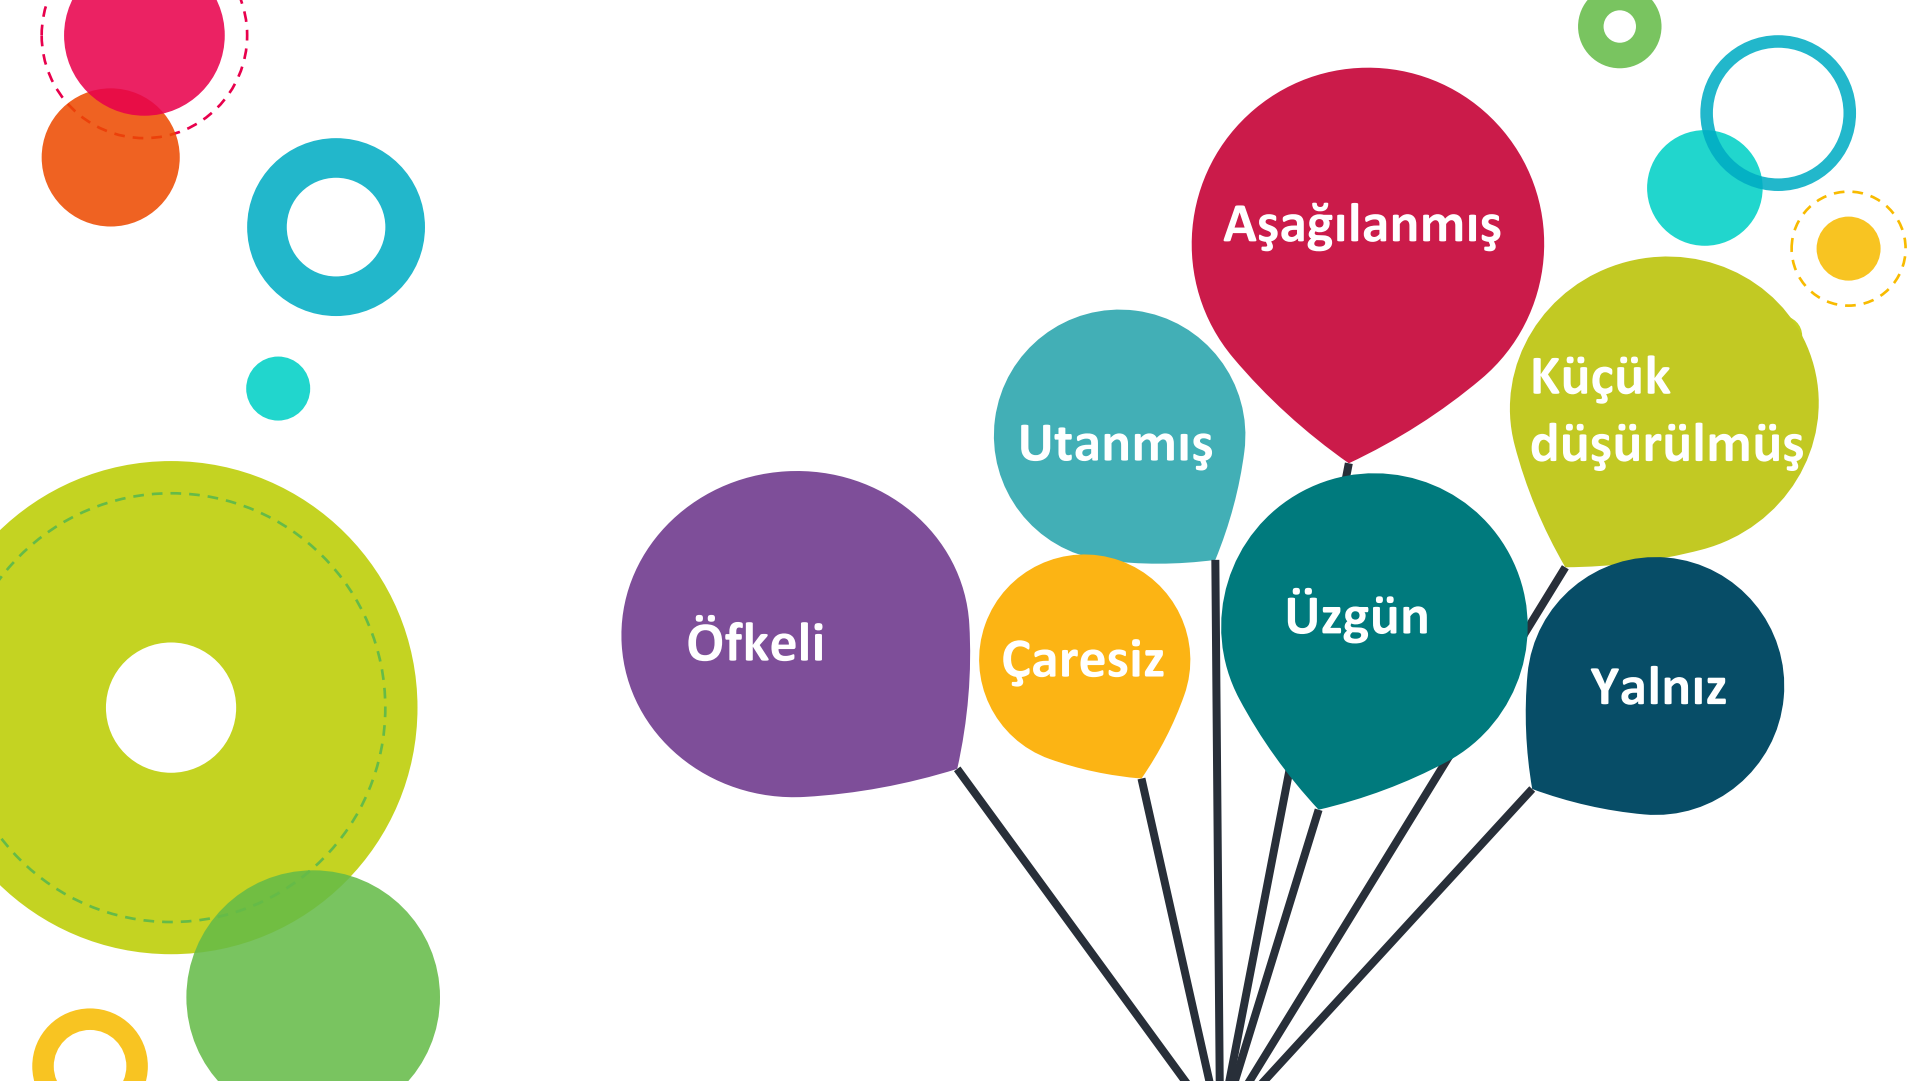 Aşağılanmış
Küçük
düşürülmüş
Utanmış
Öfkeli
Çaresiz
Üzgün
Yalnız